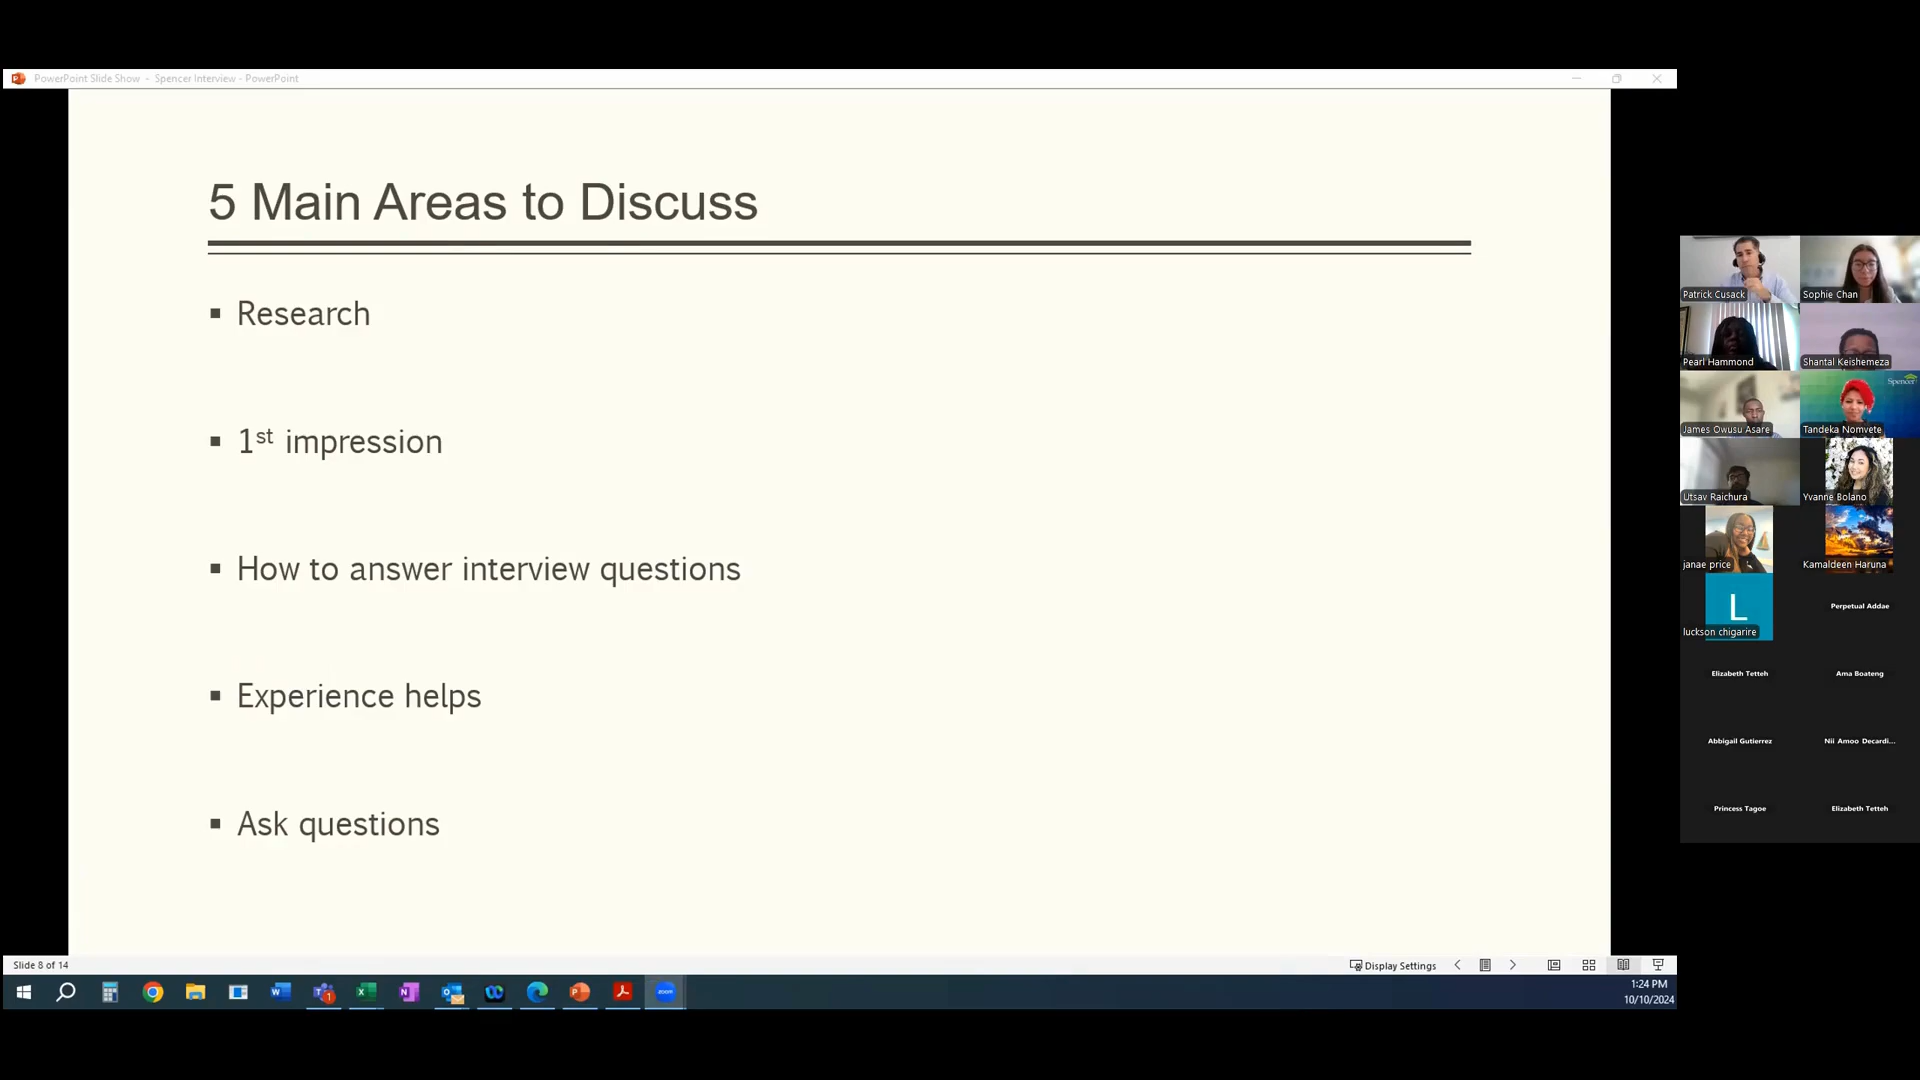 PowerPoint Slide Show - Spencer Interview - PowerPoint
5 Main Areas to Discuss
Research
1st impression
How to answer interview questions
Experience helps
Ask questions
Patrick Cusack
Sophie Chan
Pearl Hammond
Shantal Keishemeza
James Owusu Asare
Spencer
Tandeka Nomvete
Utsav Raichura
Yvanne Bolano
janae price
Kamaldeen Haruna
L
luckson chigarire
Perpetual Addae
Elizabeth Tetteh
Ama Boateng
Abbigail Gutierrez
Nii Amoo Decardi...
Princess Tagoe
Elizabeth Tetteh
Slide 8 of 14
Display Settings
1:24 PM
10/10/2024
zoom